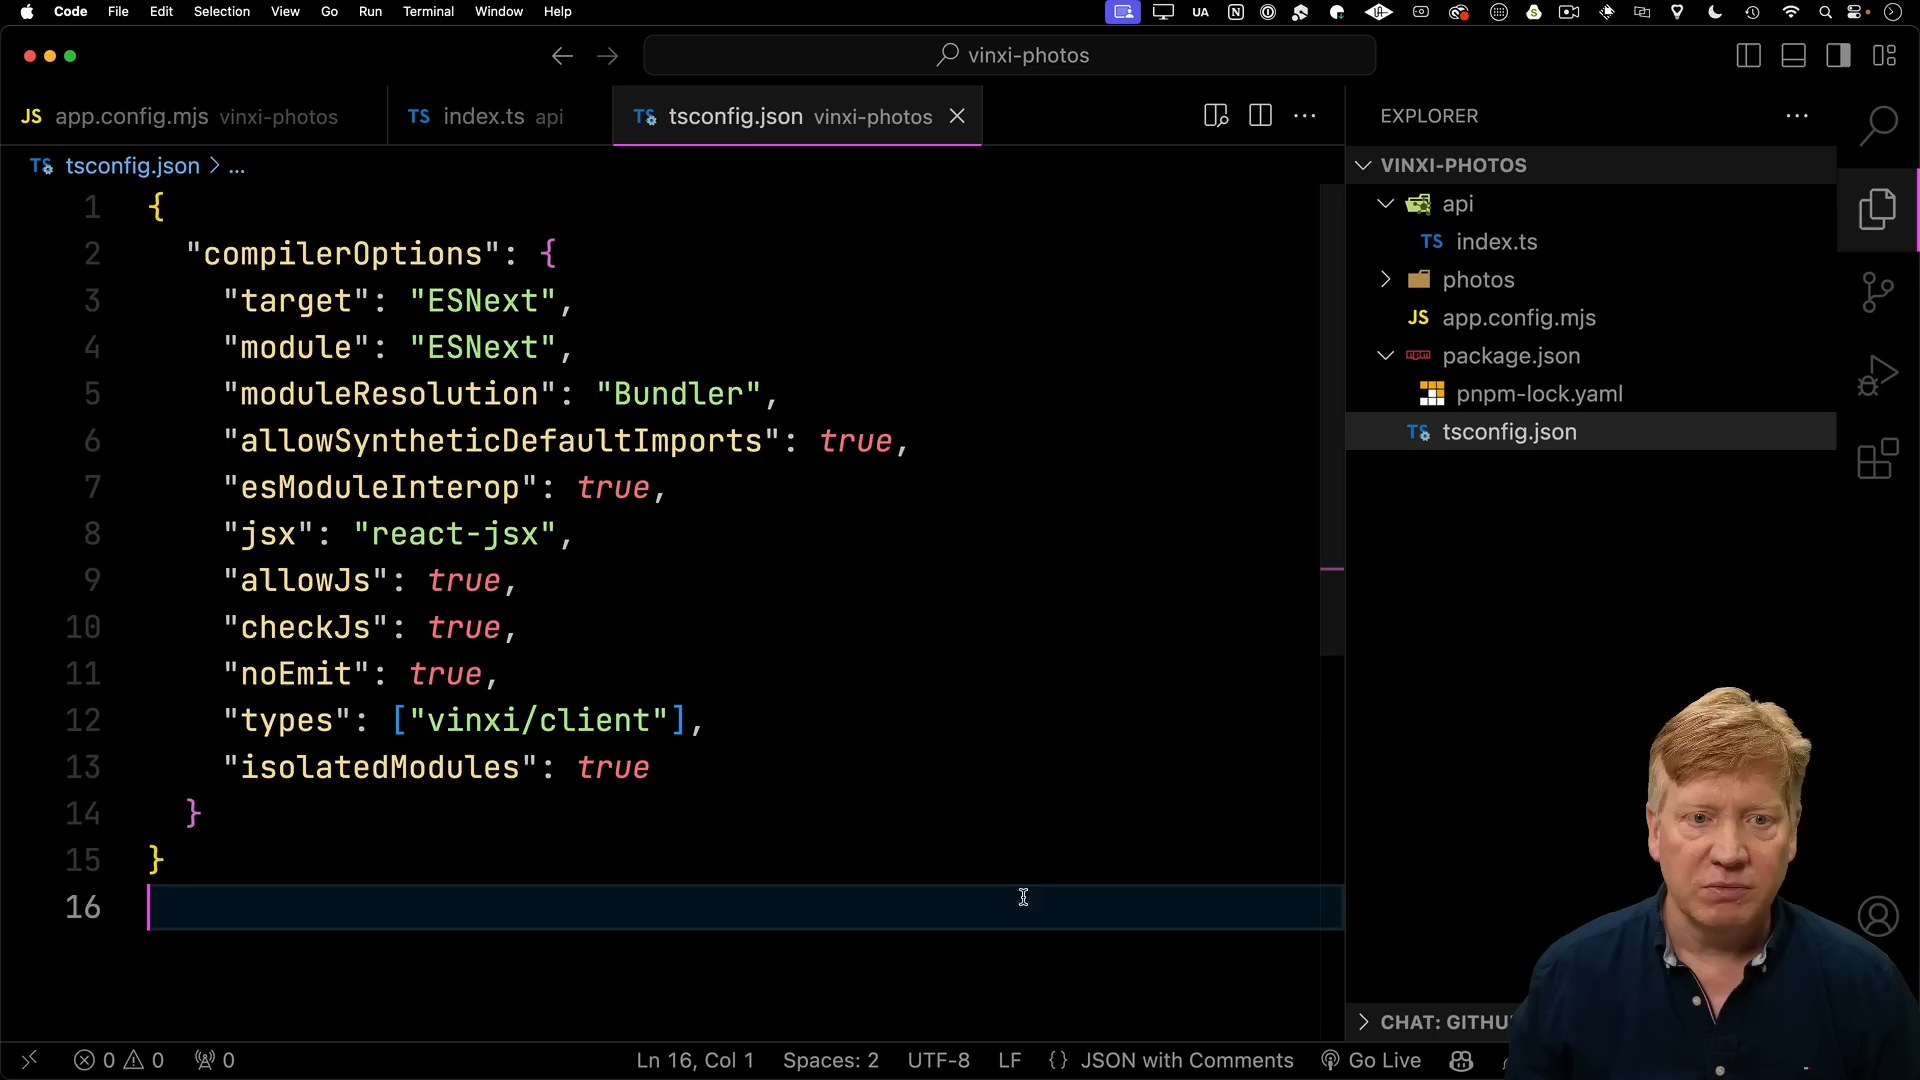 Code File Edit Selection View Go Run Terminal Window Help
UA
vinxi-photos
JS app.config.mjs vinxi-photos
TS index.ts api
TS tsconfig.json vinxi-photos
TS tsconfig.json > ...
1 {
2 "compilerOptions": {
3 "target": "ESNext",
4 "module": "ESNext",
5 "moduleResolution": "Bundler",
6 "allowSyntheticDefaultImports": true,
7 "esModuleInterop": true,
8 "jsx": "react-jsx",
9 "allowJs": true,
10 "checkJs": true,
11 "noEmit": true,
12 "types": ["vinxi/client"],
13 "isolatedModules": true
14 }
15 }
16
EXPLORER
VINXI-PHOTOS
api
TS index.ts
photos
JS app.config.mjs
package.json
pnpm-lock.yaml
TS tsconfig.json
CHAT: GITHU
0 0 0
Ln 16, Col 1
Spaces: 2
UTF-8
LF
{} JSON with Comments
Go Live